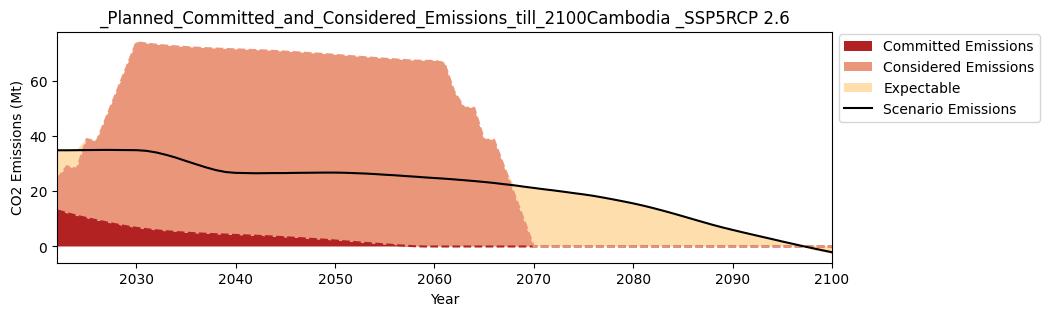 _Planned_Committed_and_Considered_Emissions_till_2100Cambodia _SSP5RCP 2.6
CO2 Emissions (Mt)
60
40
20
0
2030 2040 2050 2060 2070 2080 2090 2100
Year
Committed Emissions
Considered Emissions
Expectable
Scenario Emissions